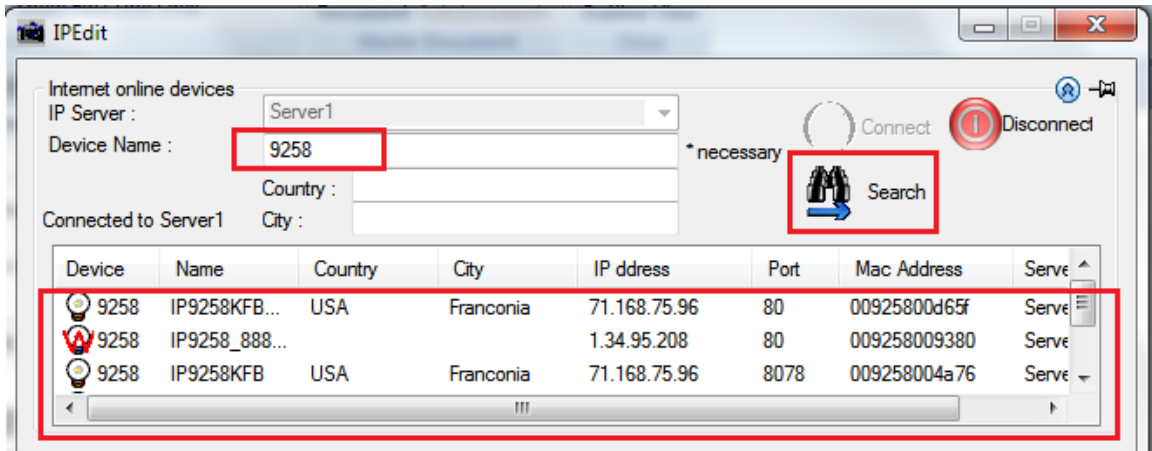 IPEdit
Internet online devices
IP Server : Server1
Connect Disconnect
Device Name : 9258 * necessary
Country : Search
Connected to Server1 City :
Device Name Country City IP ddress Port Mac Address Serve
9258 IP9258KFB... USA Franconia 71.168.75.96 80 00925800d65f Serve
9258 IP9258_888... 1.34.95.208 80 009258009380 Serve
9258 IP9258KFB USA Franconia 71.168.75.96 8078 009258004a76 Serve